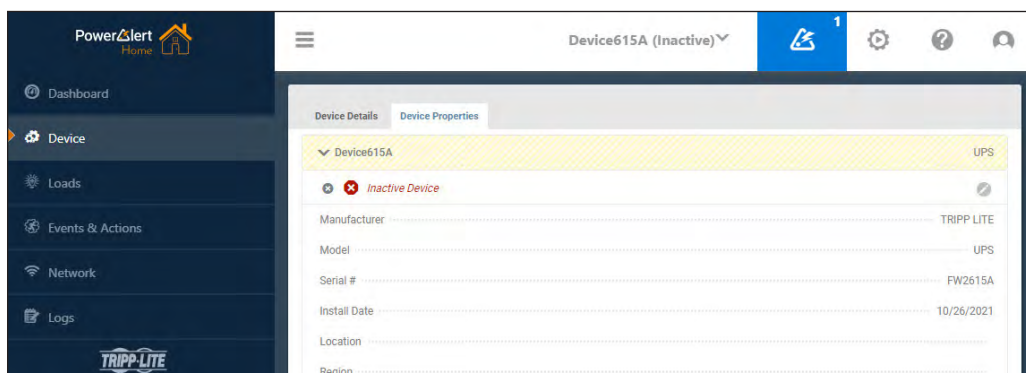 PowerAlert
Home
Device615A (Inactive)
1
Dashboard
Device
Loads
Events & Actions
Network
Logs
TRIPP-LITE
Device Details Device Properties
Device615A UPS
Inactive Device
Manufacturer TRIPP LITE
Model UPS
Serial # FW2615A
Install Date 10/26/2021
Location
Region